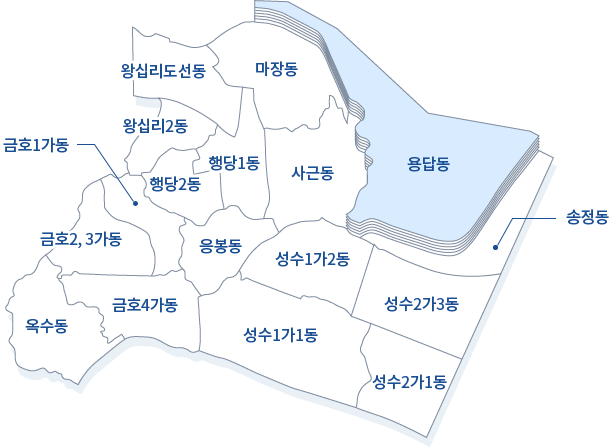 왕십리도선동
마장동
왕십리2동
금호1가동
행당1동
용답동
사근동
행당2동
송정동
금호2, 3가동
응봉동
성수1가2동
금호4가동
성수2가3동
옥수동
성수1가1동
성수2가1동